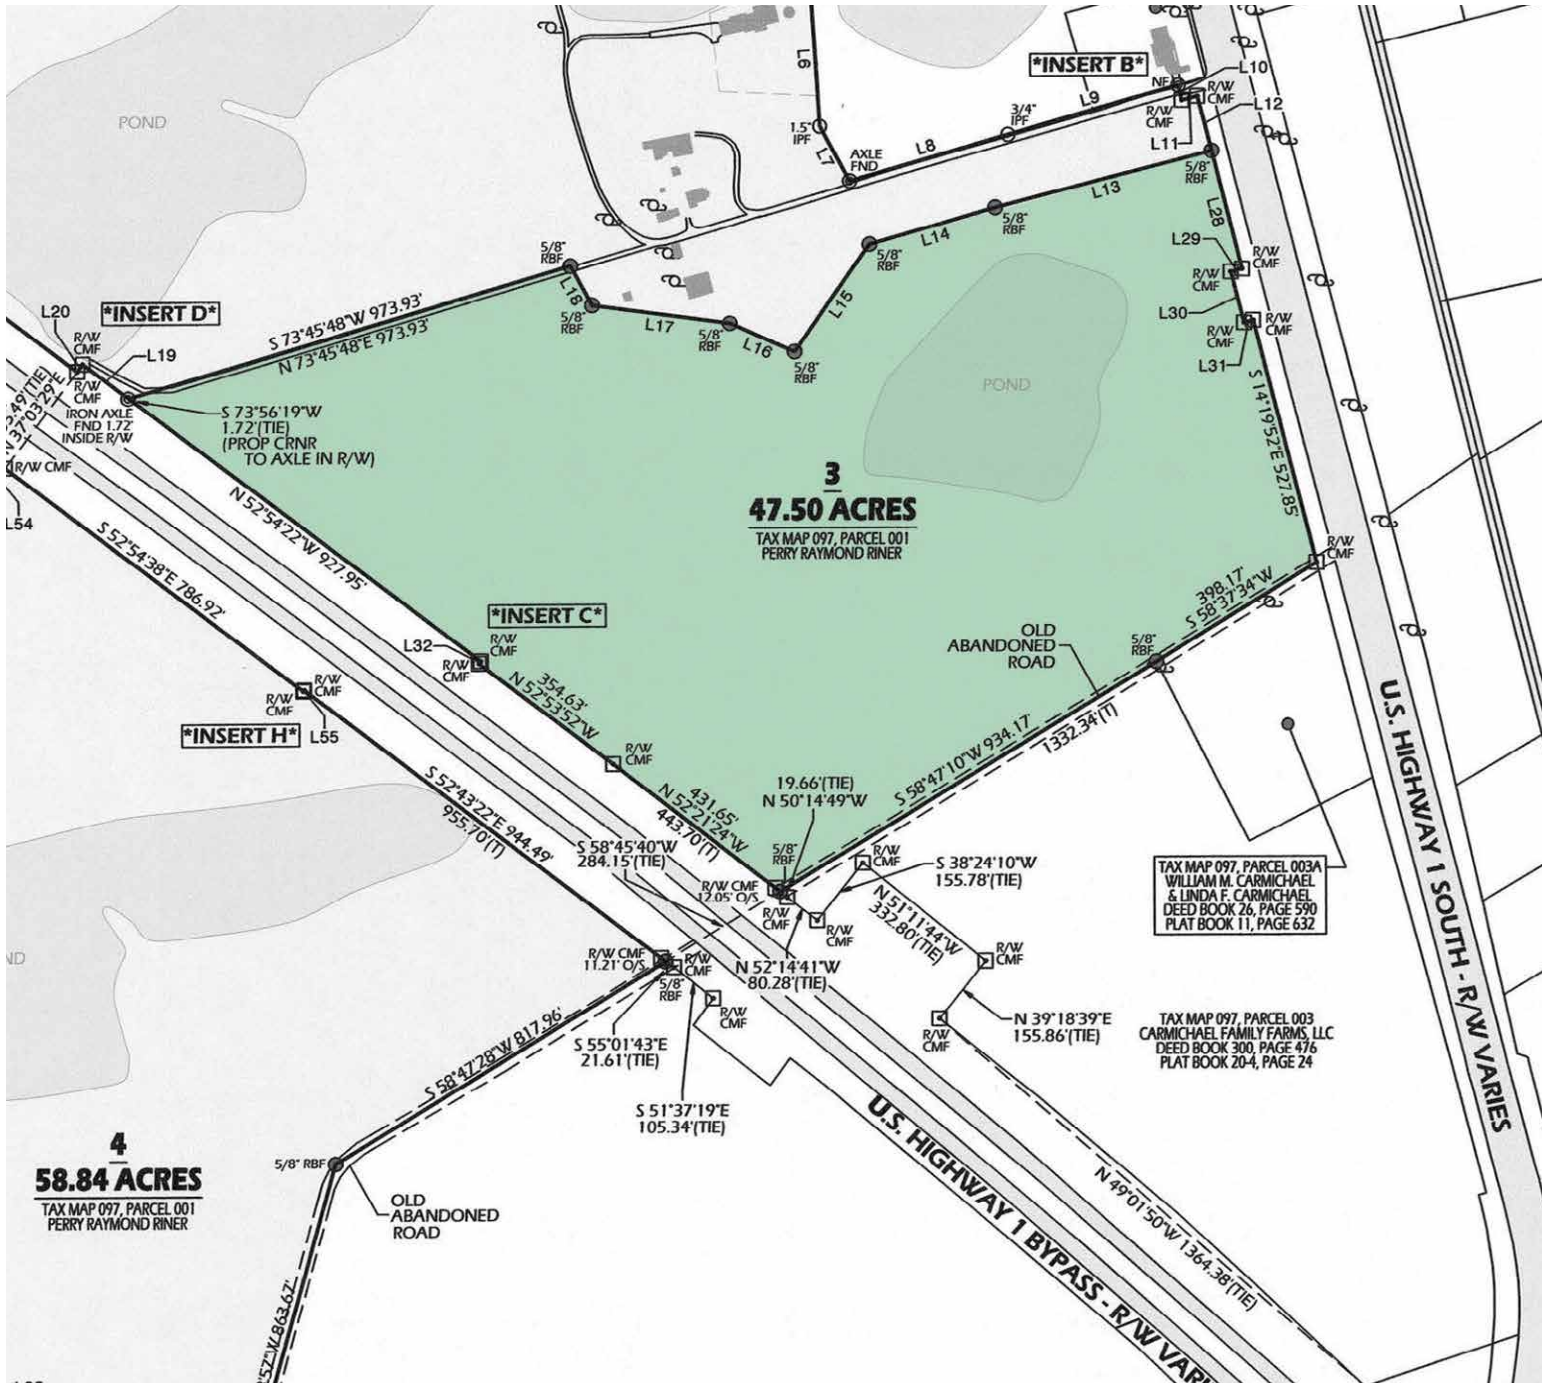 POND
L6
*INSERT B*
L10
NF
R/W
CMF
L12
R/W
CMF
L11
3/4"
IPF
L9
1.5"
IPF
L8
L7
AXLE
FND
5/8"
RBF
L13
5/8"
RBF
L14
5/8"
RBF
L28
L29
R/W
CMF
R/W
CMF
L30
R/W
CMF
L31
S 14°19'52"E 527.85'
5/8"
RBF
L18
5/8"
RBF
L17
5/8"
RBF
L16
L15
5/8"
RBF
POND
L20
*INSERT D*
R/W
CMF
L19
R/W
CMF
S 73°45'48"W 973.93'
N 73°45'48"E 973.93'
IRON AXLE
FND 1.72'
INSIDE R/W
S 73°56'19"W
1.72'(TIE)
(PROP CRNR
TO AXLE IN R/W)
N 37°03'29"E
R/W CMF
L54
3
47.50 ACRES
TAX MAP 097, PARCEL 001
PERRY RAYMOND RINER
N 52°54'22"W 927.95'
S 52°54'38"E 786.92'
*INSERT C*
L32
R/W
CMF
R/W
CMF
R/W
CMF
398.17'
S 58°37'34"W
OLD
ABANDONED
ROAD
5/8"
RBF
R/W
CMF
R/W
CMF
*INSERT H*
L55
354.63'
N 52°53'52"W
R/W
CMF
S 58°47'10"W 934.17'
1332.34'(T)
U.S. HIGHWAY 1 SOUTH - R/W VARIES
S 52°43'22"E 944.49'
955.70'(T)
431.65'
N 52°21'24"W
443.70'(T)
19.66'(TIE)
N 50°14'49"W
S 58°45'40"W
284.15'(TIE)
5/8"
RBF
R/W
CMF
S 38°24'10"W
155.78'(TIE)
R/W CMF
12.05' O/S
R/W
CMF
R/W
CMF
N 51°11'44"W
332.80'(TIE)
TAX MAP 097, PARCEL 003A
WILLIAM M. CARMICHAEL
& LINDA F. CARMICHAEL
DEED BOOK 26, PAGE 590
PLAT BOOK 11, PAGE 632
R/W CMF
11.21' O/S
R/W
CMF
5/8"
RBF
N 52°14'41"W
80.28'(TIE)
R/W
CMF
R/W
CMF
R/W
CMF
N 39°18'39"E
155.86'(TIE)
TAX MAP 097, PARCEL 003
CARMICHAEL FAMILY FARMS, LLC
DEED BOOK 300, PAGE 476
PLAT BOOK 20-4, PAGE 24
S 58°47'28"W 817.96'
S 55°01'43"E
21.61'(TIE)
S 51°37'19"E
105.34'(TIE)
U.S. HIGHWAY 1 BYPASS - R/W VARI
N 49°01'50"W 1364.38'(TIE)
4
58.84 ACRES
TAX MAP 097, PARCEL 001
PERRY RAYMOND RINER
5/8" RBF
OLD
ABANDONED
ROAD
'57"W 863.67'